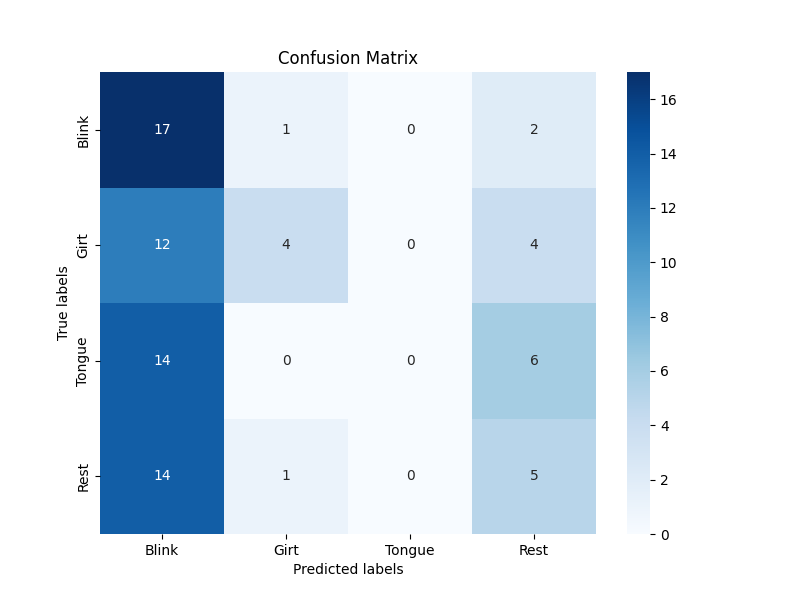 Confusion Matrix
True labels
Blink 17 1 0 2
Girt 12 4 0 4
Tongue 14 0 0 6
Rest 14 1 0 5
Blink Girt Tongue Rest
Predicted labels
16
14
12
10
8
6
4
2
0